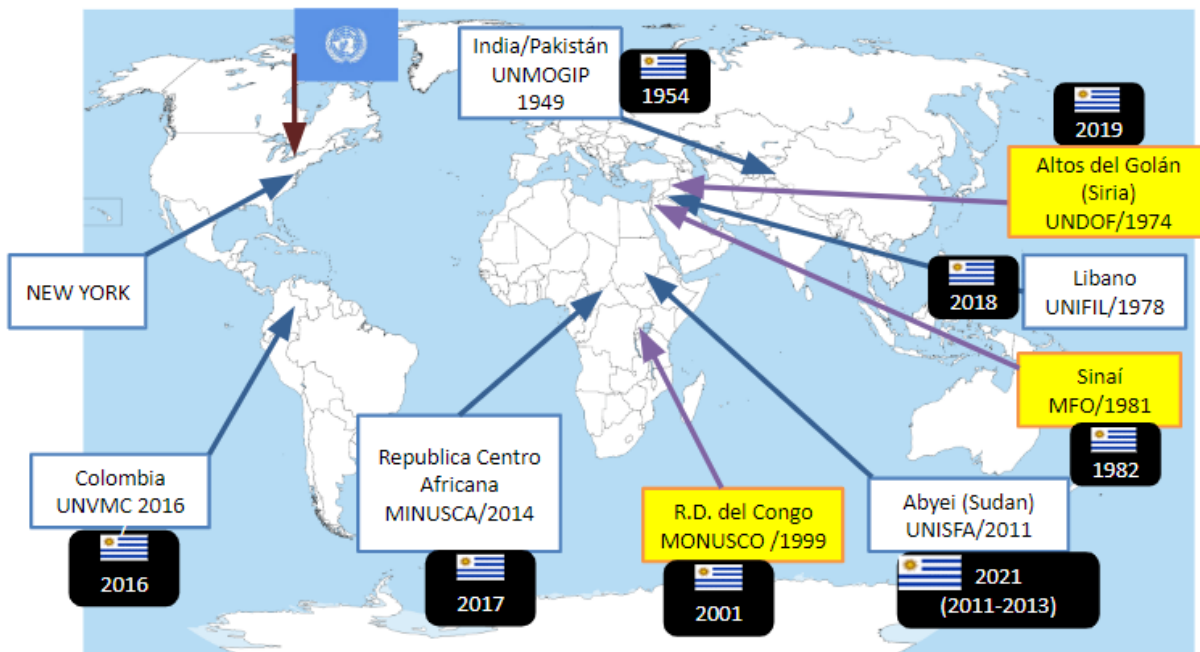 India/Pakistán
UNMOGIP
1949
1954
2019
Altos del Golán
(Siria)
UNDOF/1974
NEW YORK
2018
Libano
UNIFIL/1978
Sinaí
MFO/1981
1982
Colombia
UNVMC 2016
2016
Republica Centro
Africana
MINUSCA/2014
2017
R.D. del Congo
MONUSCO /1999
2001
Abyei (Sudan)
UNISFA/2011
2021
(2011-2013)